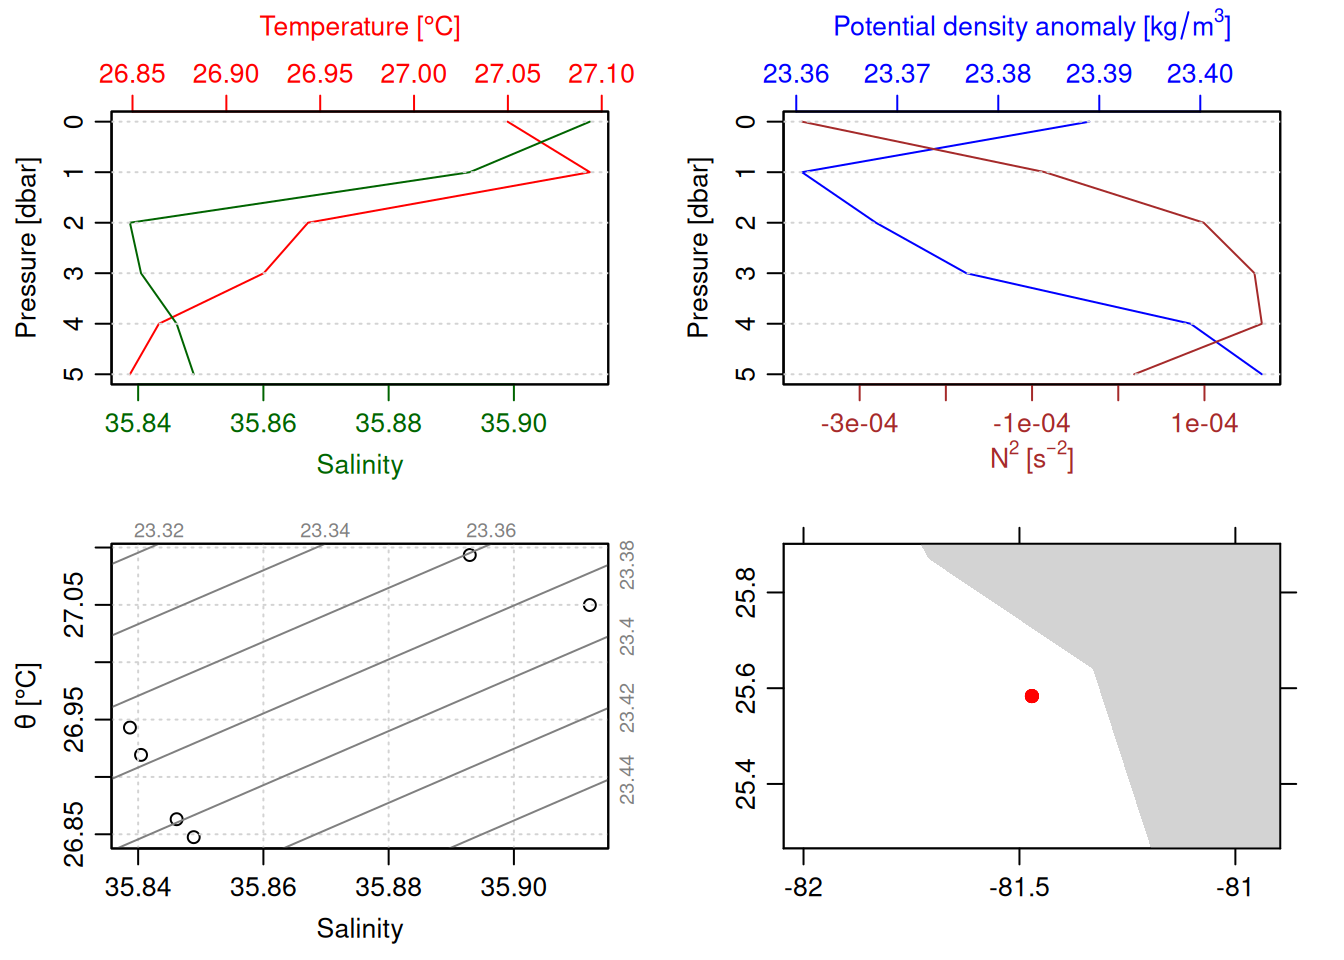 Temperature [°C]
26.85 26.90 26.95 27.00 27.05 27.10
0
1
2
3
4
5
Pressure [dbar]
35.84 35.86 35.88 35.90
Salinity
Potential density anomaly [kg/m³]
23.36 23.37 23.38 23.39 23.40
0
1
2
3
4
5
Pressure [dbar]
-3e-04 -1e-04 1e-04
N² [s⁻²]
23.32 23.34 23.36
23.38
23.4
23.42
23.44
27.05
26.95
26.85
θ [°C]
35.84 35.86 35.88 35.90
Salinity
25.8
25.6
25.4
-82 -81.5 -81